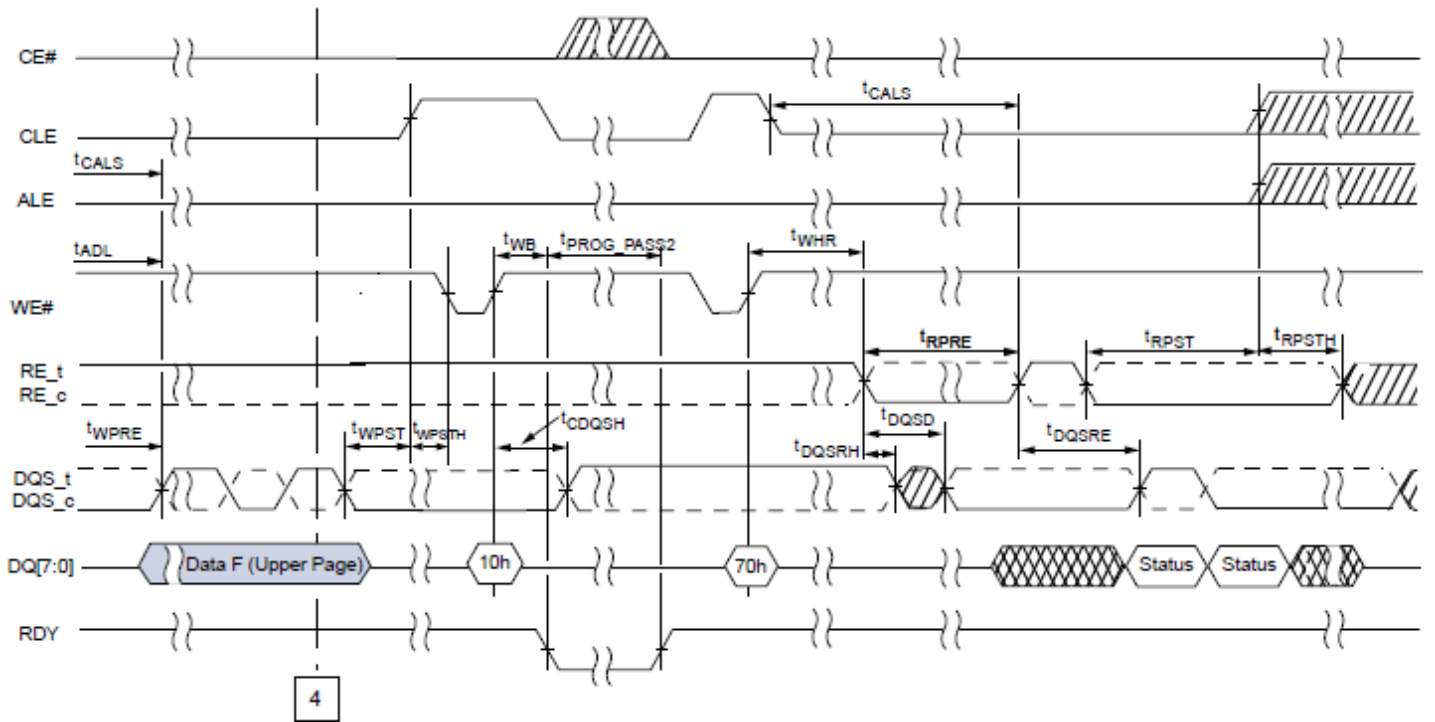 CE#
CLE
tCALS
tCALS
ALE
tADL
tWB
tPROG_PASS2
tWHR
WE#
tRPRE
tRPST
tRPSTH
RE_t
RE_c
tWPRE
tWPST
tWPSTH
tCDQSH
tDQSD
tDQSRH
tDQSRE
DQS_t
DQS_c
DQ[7:0]
Data F (Upper Page)
10h
70h
Status
Status
RDY
4